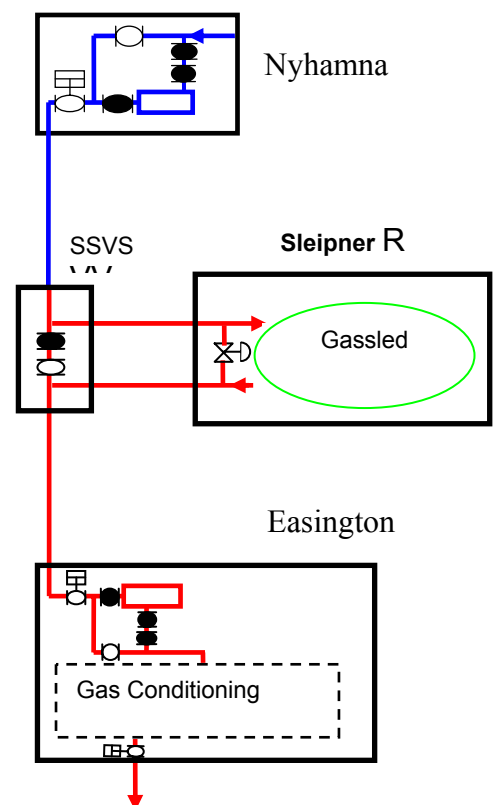 Nyhamna
SSVS
Sleipner R
Gassled
Easington
Gas Conditioning